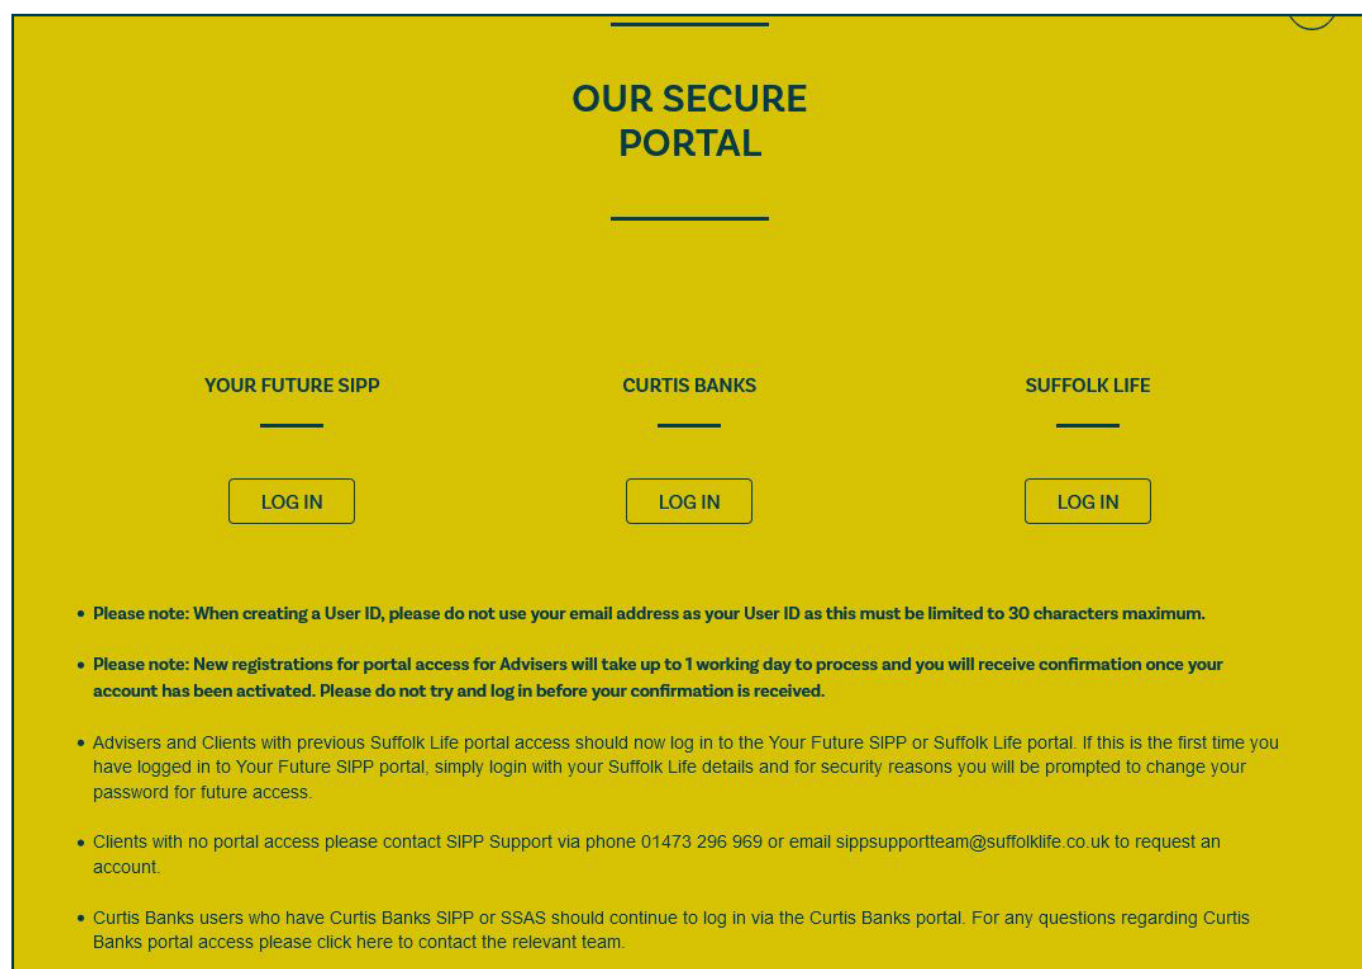 OUR SECURE
PORTAL
YOUR FUTURE SIPP
CURTIS BANKS
SUFFOLK LIFE
LOG IN
LOG IN
LOG IN
• Please note: When creating a User ID, please do not use your email address as your User ID as this must be limited to 30 characters maximum.
• Please note: New registrations for portal access for Advisers will take up to 1 working day to process and you will receive confirmation once your
account has been activated. Please do not try and log in before your confirmation is received.
• Advisers and Clients with previous Suffolk Life portal access should now log in to the Your Future SIPP or Suffolk Life portal. If this is the first time you
have logged in to Your Future SIPP portal, simply login with your Suffolk Life details and for security reasons you will be prompted to change your
password for future access.
• Clients with no portal access please contact SIPP Support via phone 01473 296 969 or email sippsupportteam@suffolklife.co.uk to request an
account.
• Curtis Banks users who have Curtis Banks SIPP or SSAS should continue to log in via the Curtis Banks portal. For any questions regarding Curtis
Banks portal access please click here to contact the relevant team.